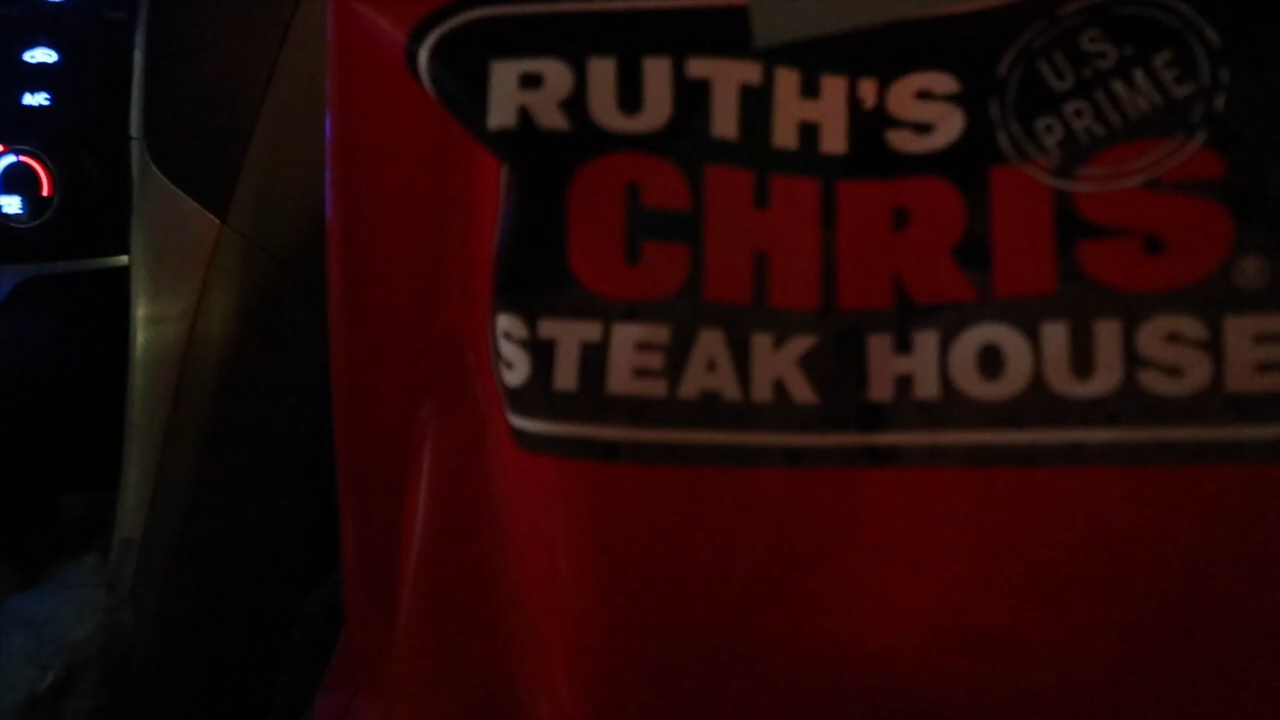 A/C
RUTH'S
U.S.
PRIME
CHRIS®
STEAK HOUSE